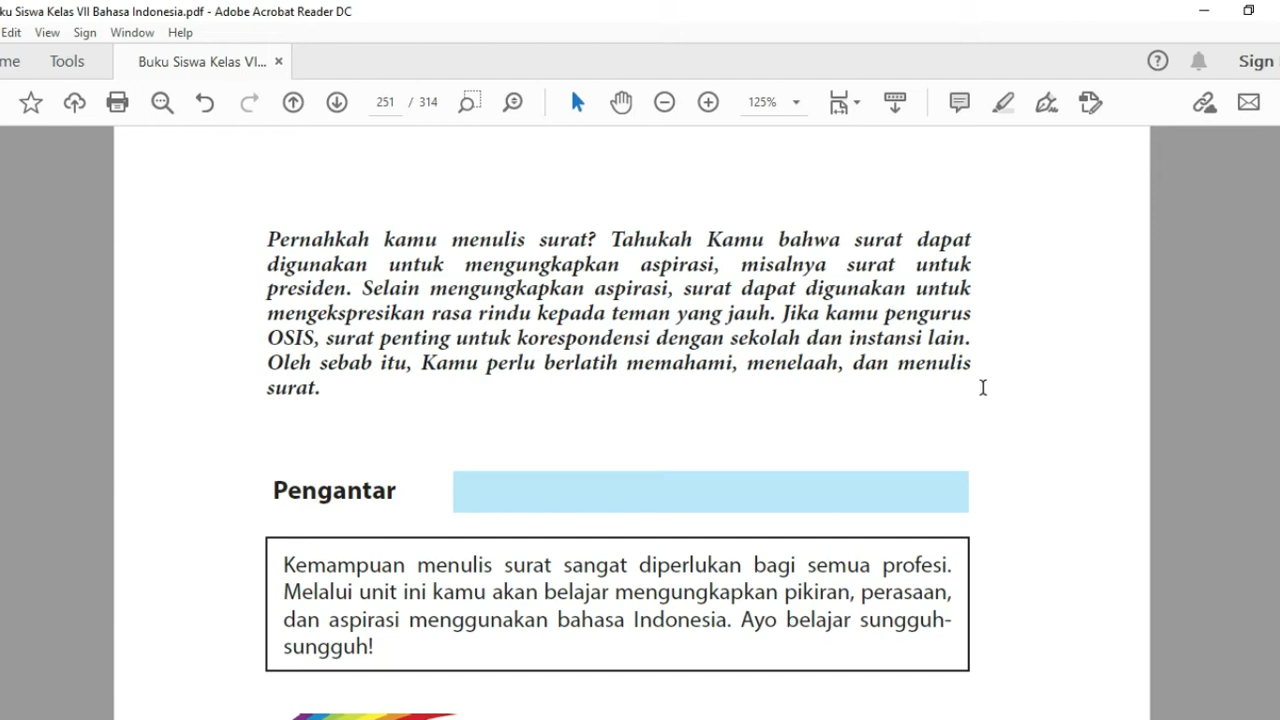 ku Siswa Kelas VII Bahasa Indonesia.pdf - Adobe Acrobat Reader DC
Edit View Sign Window Help
me Tools Buku Siswa Kelas VI... × Sign
251 / 314 125%
Pernahkah kamu menulis surat? Tahukah Kamu bahwa surat dapat
digunakan untuk mengungkapkan aspirasi, misalnya surat untuk
presiden. Selain mengungkapkan aspirasi, surat dapat digunakan untuk
mengekspresikan rasa rindu kepada teman yang jauh. Jika kamu pengurus
OSIS, surat penting untuk korespondensi dengan sekolah dan instansi lain.
Oleh sebab itu, Kamu perlu berlatih memahami, menelaah, dan menulis
surat.
Pengantar
Kemampuan menulis surat sangat diperlukan bagi semua profesi.
Melalui unit ini kamu akan belajar mengungkapkan pikiran, perasaan,
dan aspirasi menggunakan bahasa Indonesia. Ayo belajar sungguh-
sungguh!